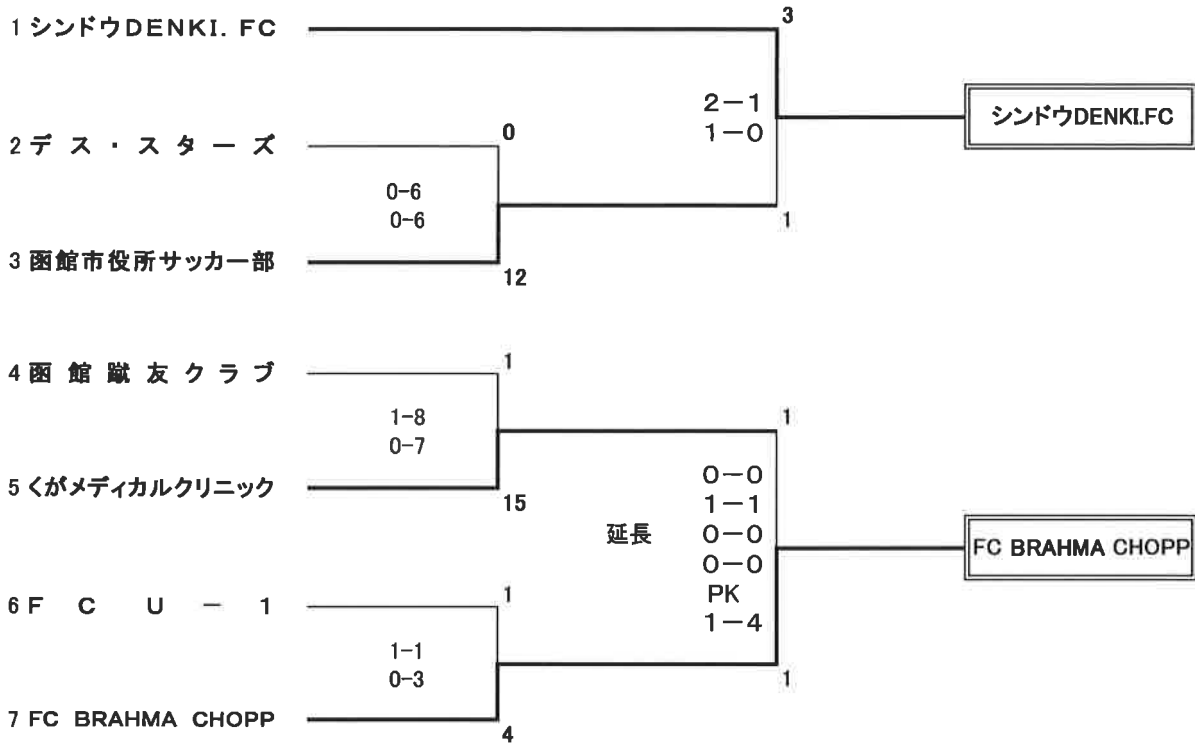 1 シンドウDENKI. FC
3
2-1
1-0
シンドウDENKI.FC
2 デス・スターズ
0
0-6
0-6
1
3 函館市役所サッカー部
12
4 函館蹴友クラブ
1
1-8
0-7
1
5 くがメディカルクリニック
15
0-0
1-1
延長 0-0
0-0
PK
1-4
FC BRAHMA CHOPP
6 FC U-1
1
1-1
0-3
1
7 FC BRAHMA CHOPP
4